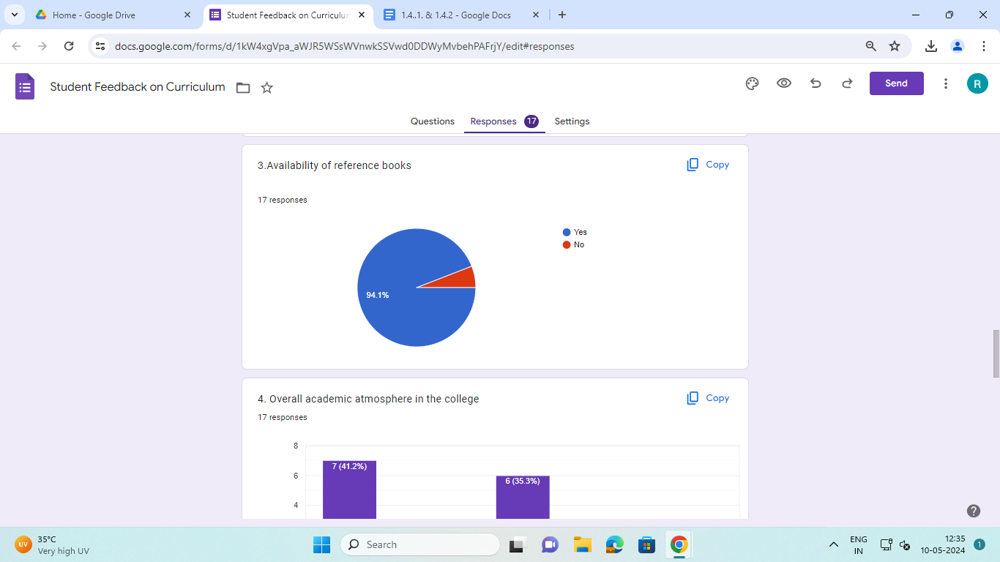 Home - Google Drive
Student Feedback on Curriculur
1.4..1. & 1.4.2 - Google Docs
docs.google.com/forms/d/1kW4xgVpa_aWJR5WSsWVnwkSSVwd0DDWyMvbehPAFrjY/edit#responses
Student Feedback on Curriculum
Send
R
Questions
Responses 17
Settings
3.Availability of reference books
Copy
17 responses
Yes
No
94.1%
4. Overall academic atmosphere in the college
Copy
17 responses
8
7 (41.2%)
6
6 (35.3%)
4
UV
35°C
Very high UV
Search
ENG
IN
12:35
10-05-2024
1